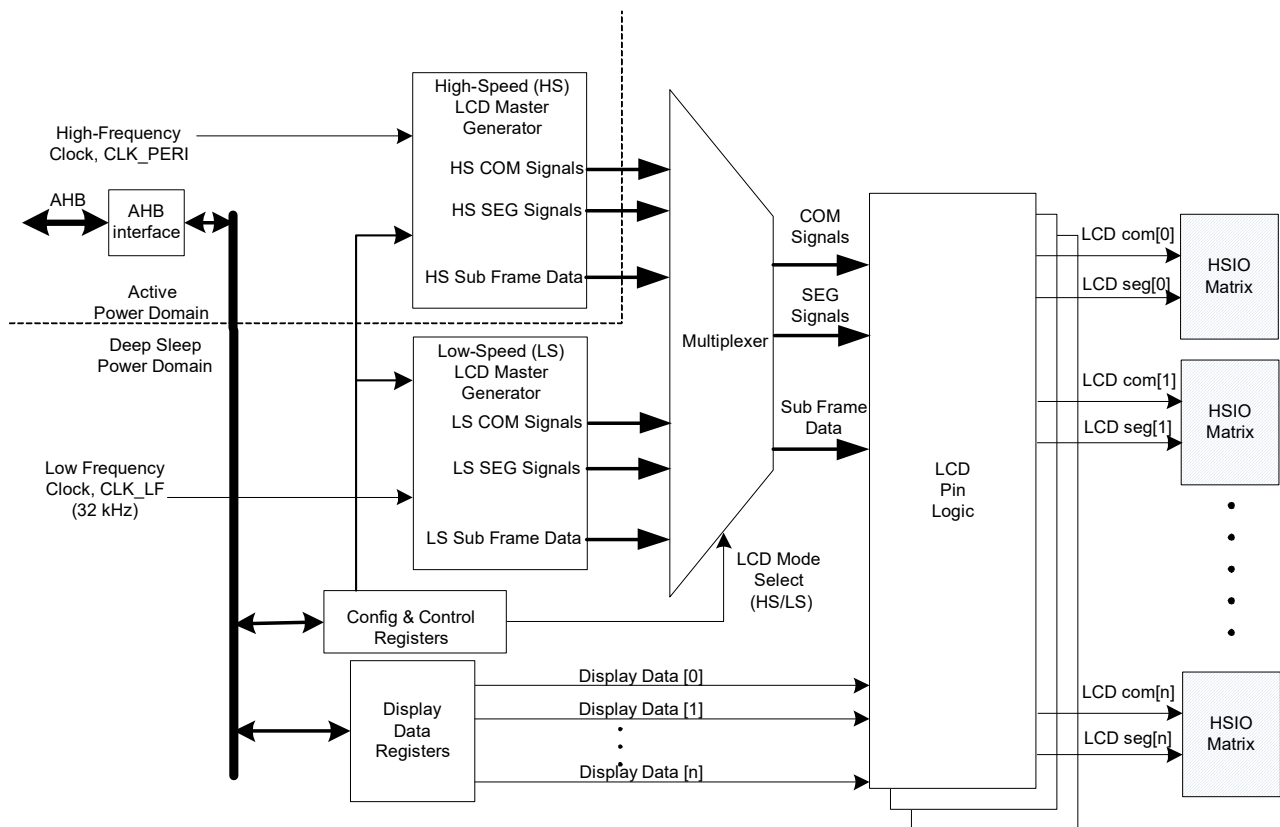 High-Speed (HS)
LCD Master
Generator
High-Frequency
Clock, CLK_PERI
HS COM Signals
HS SEG Signals
HS Sub Frame Data
AHB
AHB
interface
Active
Power Domain
Deep Sleep
Power Domain
Low-Speed (LS)
LCD Master
Generator
LS COM Signals
LS SEG Signals
LS Sub Frame Data
Low Frequency
Clock, CLK_LF
(32 kHz)
Multiplexer
COM
Signals
SEG
Signals
Sub Frame
Data
LCD Mode
Select
(HS/LS)
Config & Control
Registers
Display
Data
Registers
Display Data [0]
Display Data [1]
Display Data [n]
LCD
Pin
Logic
LCD com[0]
LCD seg[0]
HSIO
Matrix
LCD com[1]
LCD seg[1]
HSIO
Matrix
LCD com[n]
LCD seg[n]
HSIO
Matrix